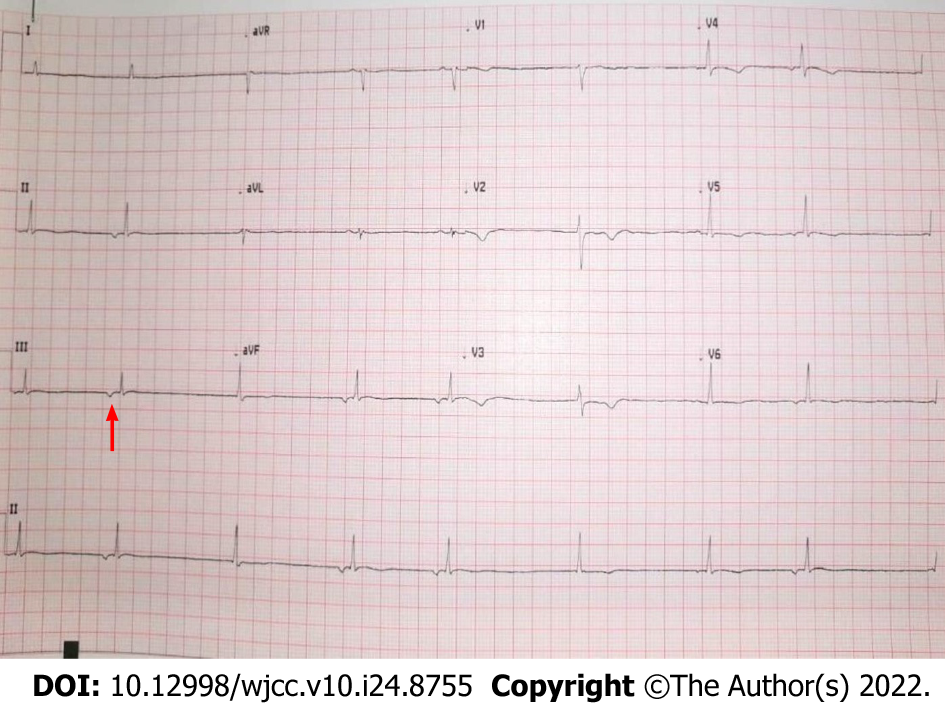 I aVR V1 V4
II aVL V2 V5
III aVF V3 V6
II
DOI: 10.12998/wjcc.v10.i24.8755 Copyright ©The Author(s) 2022.